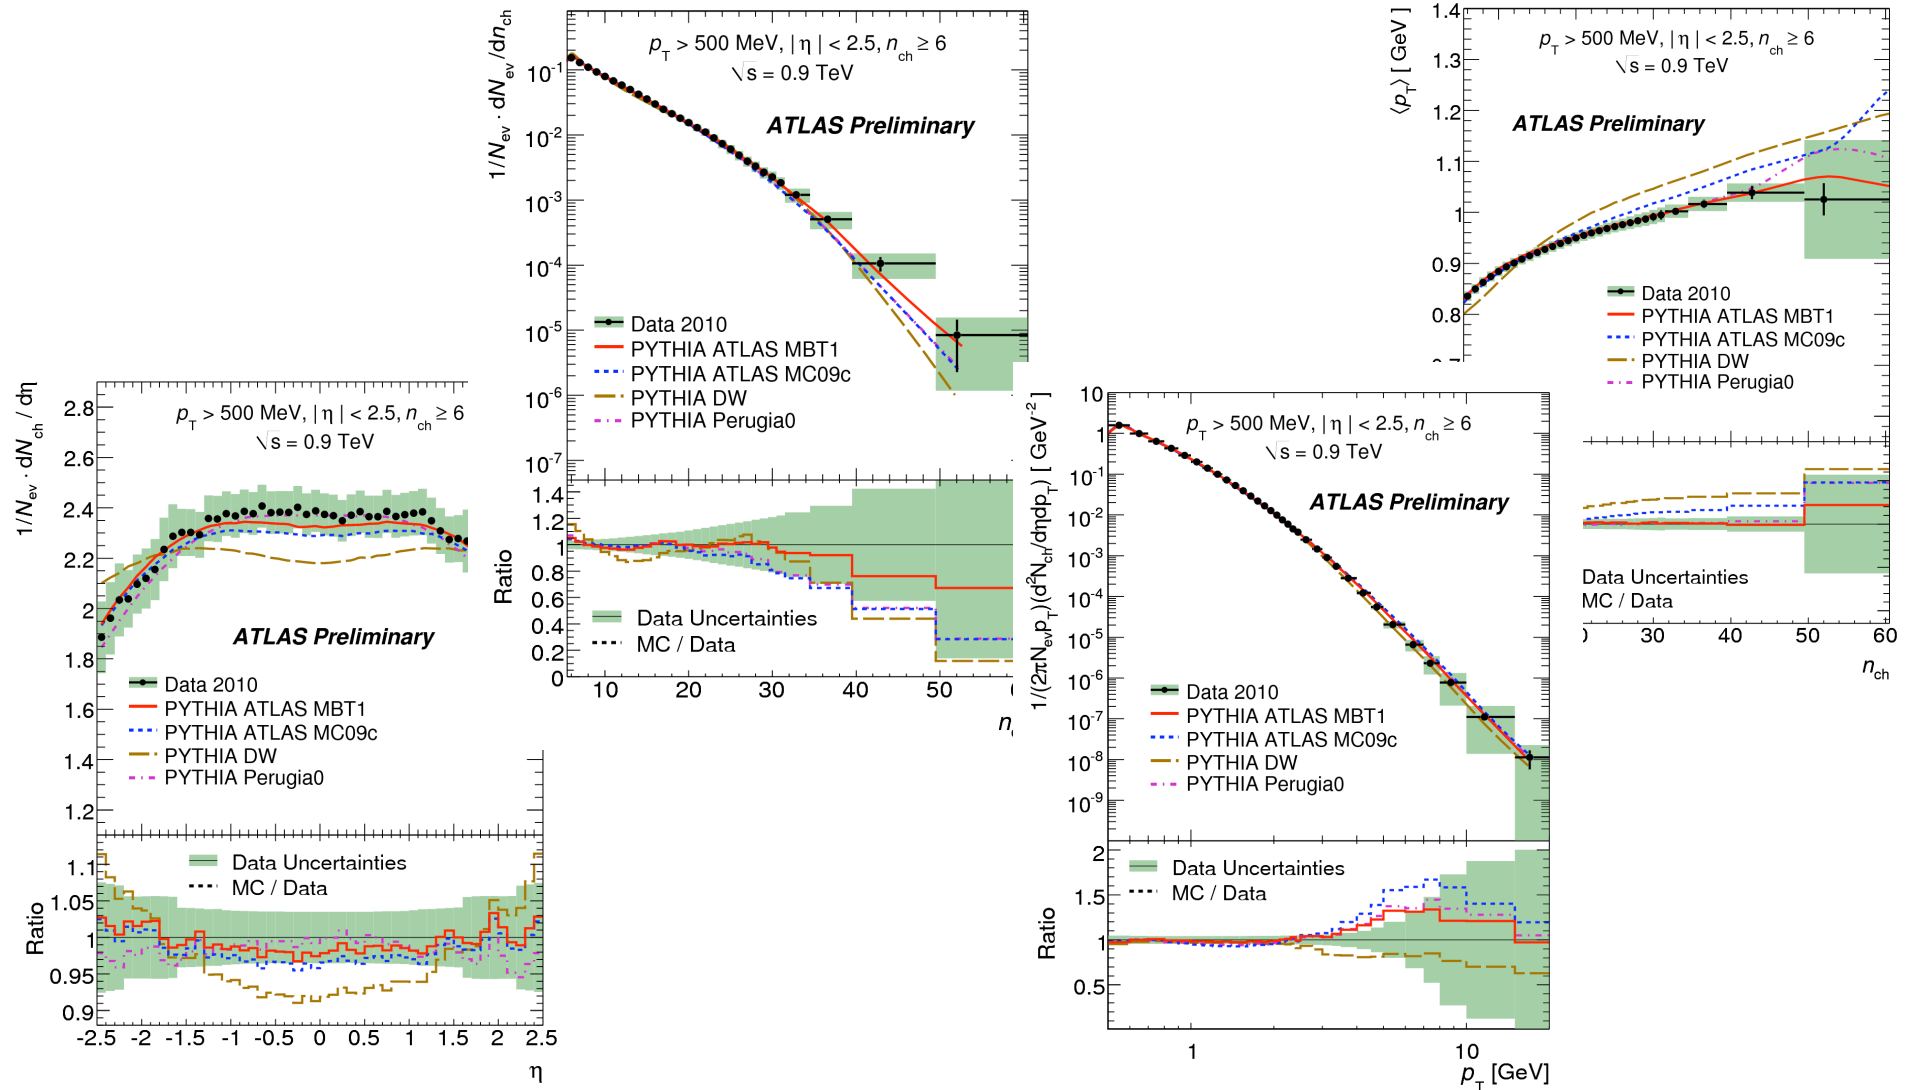 1/N_ev · dN_ev/dn_ch
p_T > 500 MeV, | η | < 2.5, n_ch ≥ 6
√s = 0.9 TeV
ATLAS Preliminary
10^-1
10^-2
10^-3
10^-4
10^-5
10^-6
10^-7
Data 2010
PYTHIA ATLAS MBT1
PYTHIA ATLAS MC09c
PYTHIA DW
PYTHIA Perugia0
Ratio
1.4
1.2
1
0.8
0.6
0.4
0.2
0
Data Uncertainties
MC / Data
10 20 30 40 50
n
⟨p_T⟩ [ GeV ]
p_T > 500 MeV, | η | < 2.5, n_ch ≥ 6
√s = 0.9 TeV
ATLAS Preliminary
1.4
1.3
1.2
1.1
1
0.9
0.8
Data 2010
PYTHIA ATLAS MBT1
PYTHIA ATLAS MC09c
PYTHIA DW
PYTHIA Perugia0
Data Uncertainties
MC / Data
30 40 50 60
n_ch
1/N_ev · dN_ch / dη
p_T > 500 MeV, | η | < 2.5, n_ch ≥ 6
√s = 0.9 TeV
2.8
2.6
2.4
2.2
2
1.8
1.6
1.4
1.2
ATLAS Preliminary
Data 2010
PYTHIA ATLAS MBT1
PYTHIA ATLAS MC09c
PYTHIA DW
PYTHIA Perugia0
Ratio
1.1
1.05
1
0.95
0.9
Data Uncertainties
MC / Data
-2.5 -2 -1.5 -1 -0.5 0 0.5 1 1.5 2 2.5
η
1/(2πN_ev p_T)(d²N_ch/dηdp_T) [ GeV^-2 ]
p_T > 500 MeV, | η | < 2.5, n_ch ≥ 6
√s = 0.9 TeV
ATLAS Preliminary
10
1
10^-1
10^-2
10^-3
10^-4
10^-5
10^-6
10^-7
10^-8
10^-9
Data 2010
PYTHIA ATLAS MBT1
PYTHIA ATLAS MC09c
PYTHIA DW
PYTHIA Perugia0
Ratio
2
1.5
1
0.5
Data Uncertainties
MC / Data
1 10
p_T [GeV]